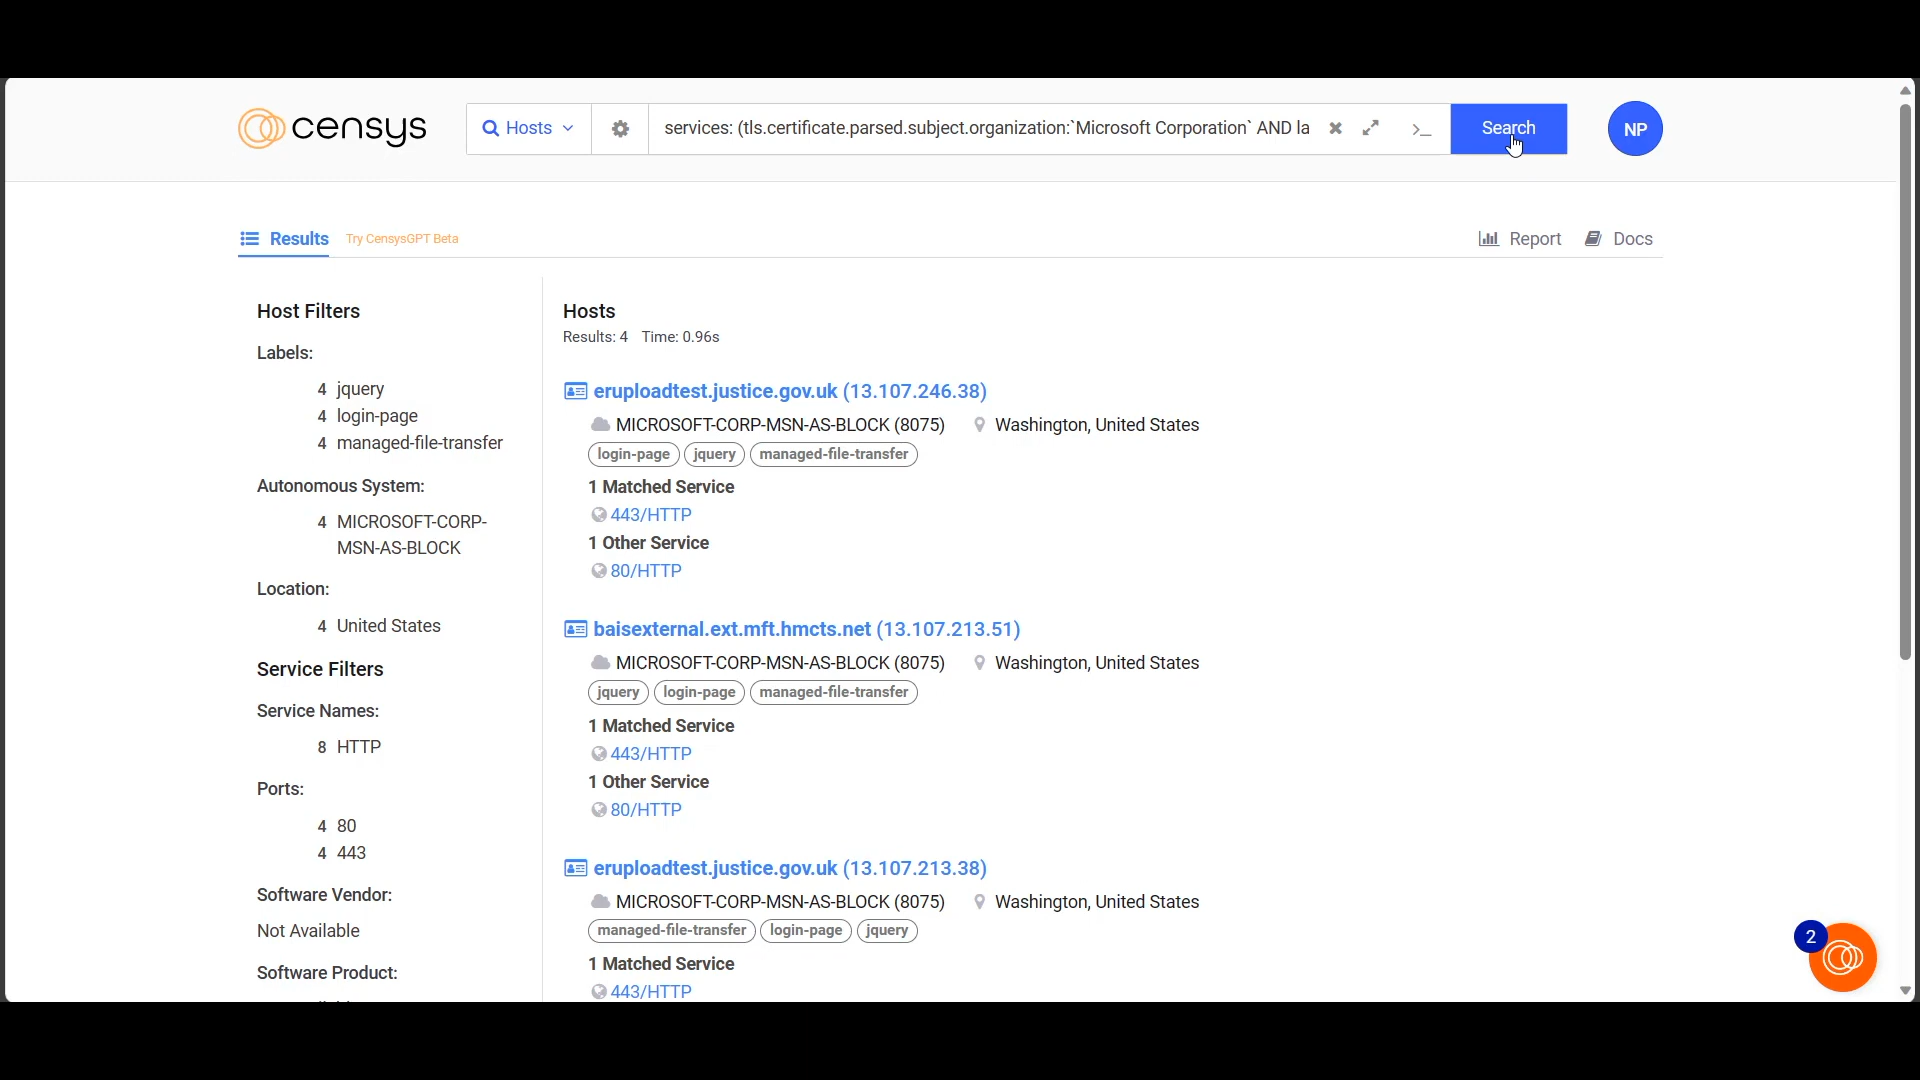 censys
Hosts
services: (tls.certificate.parsed.subject.organization:`Microsoft Corporation` AND la
>_
Search
NP
Results
Try CensysGPT Beta
Report
Docs
Host Filters
Labels:
4 jquery
4 login-page
4 managed-file-transfer
Autonomous System:
4 MICROSOFT-CORP-
MSN-AS-BLOCK
Location:
4 United States
Service Filters
Service Names:
8 HTTP
Ports:
4 80
4 443
Software Vendor:
Not Available
Software Product:
Hosts
Results: 4 Time: 0.96s
eruploadtest.justice.gov.uk (13.107.246.38)
MICROSOFT-CORP-MSN-AS-BLOCK (8075) Washington, United States
login-page jquery managed-file-transfer
1 Matched Service
443/HTTP
1 Other Service
80/HTTP
baisexternal.ext.mft.hmcts.net (13.107.213.51)
MICROSOFT-CORP-MSN-AS-BLOCK (8075) Washington, United States
jquery login-page managed-file-transfer
1 Matched Service
443/HTTP
1 Other Service
80/HTTP
eruploadtest.justice.gov.uk (13.107.213.38)
MICROSOFT-CORP-MSN-AS-BLOCK (8075) Washington, United States
managed-file-transfer login-page jquery
1 Matched Service
443/HTTP
2